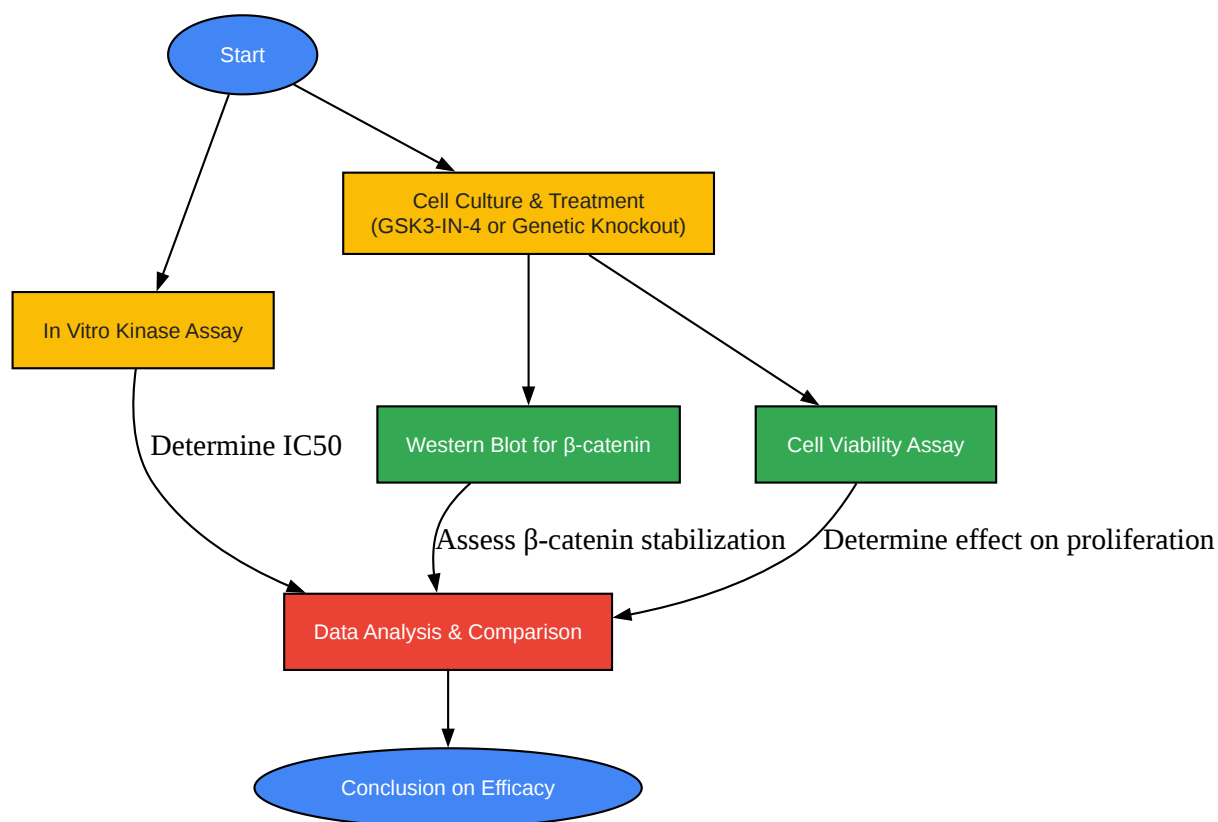 Start
Cell Culture & Treatment
(GSK3-IN-4 or Genetic Knockout)
In Vitro Kinase Assay
Determine IC50
Western Blot for β-catenin
Cell Viability Assay
Assess β-catenin stabilization
Determine effect on proliferation
Data Analysis & Comparison
Conclusion on Efficacy